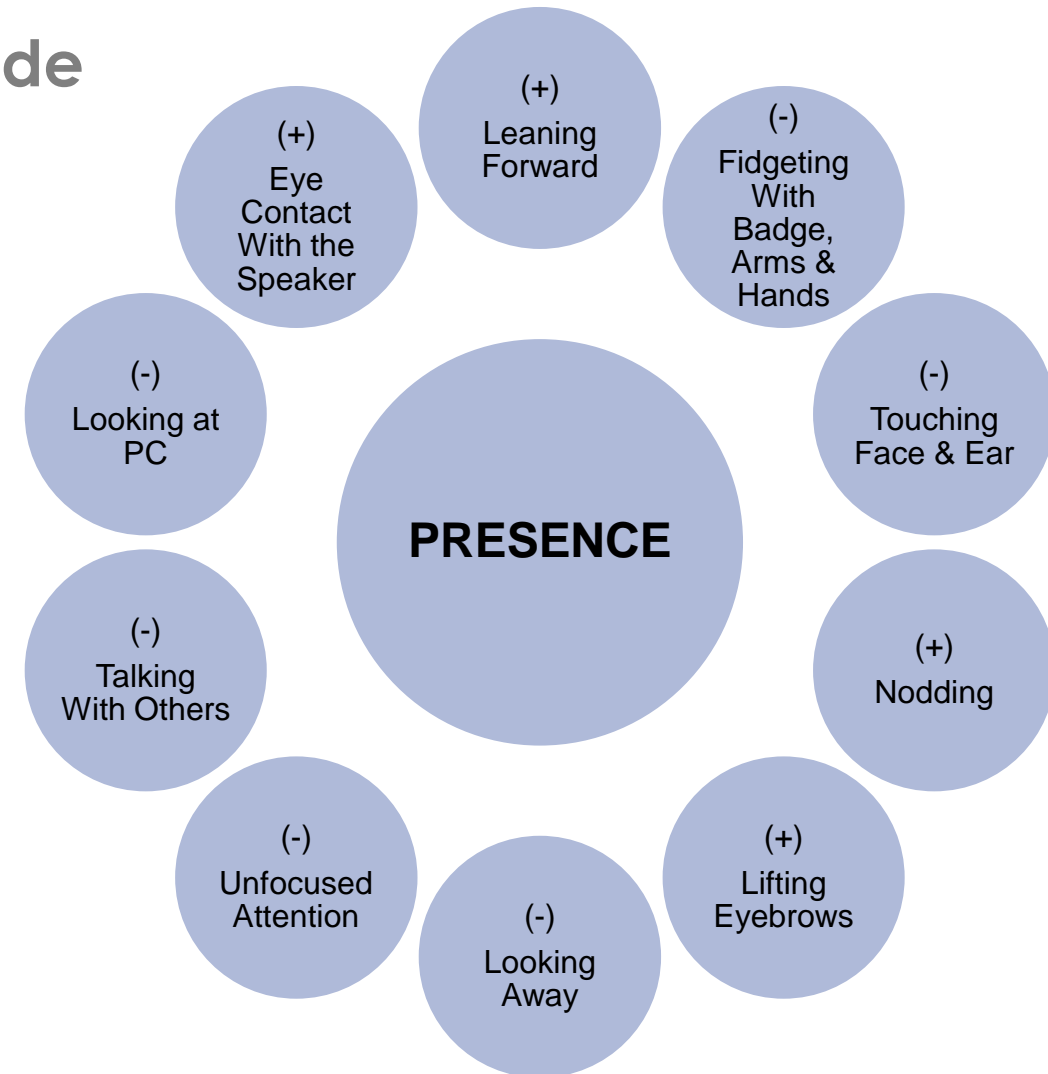 de
(+)
Leaning
Forward
(-)
Fidgeting
With
Badge,
Arms &
Hands
(-)
Touching
Face & Ear
(+)
Nodding
(+)
Lifting
Eyebrows
(-)
Looking
Away
(-)
Unfocused
Attention
(-)
Talking
With Others
(-)
Looking at
PC
(+)
Eye
Contact
With the
Speaker
PRESENCE